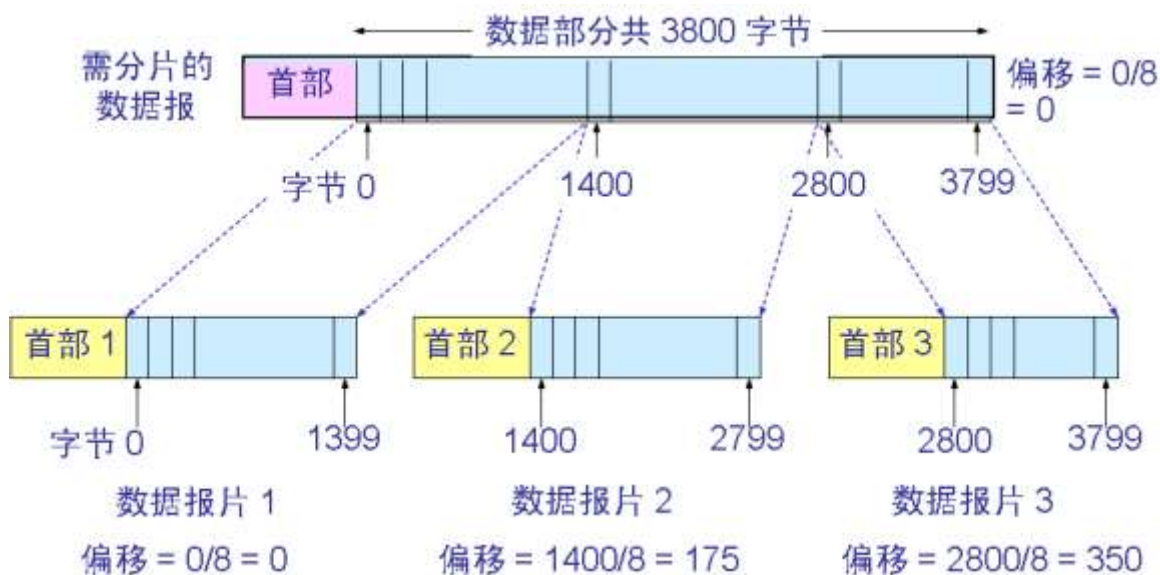 数据部分共 3800 字节
需分片的
数据报
首部
偏移 = 0/8
= 0
字节 0
1400
2800
3799
首部 1
首部 2
首部 3
字节 0
1399
1400
2799
2800
3799
数据报片 1
数据报片 2
数据报片 3
偏移 = 0/8 = 0
偏移 = 1400/8 = 175
偏移 = 2800/8 = 350